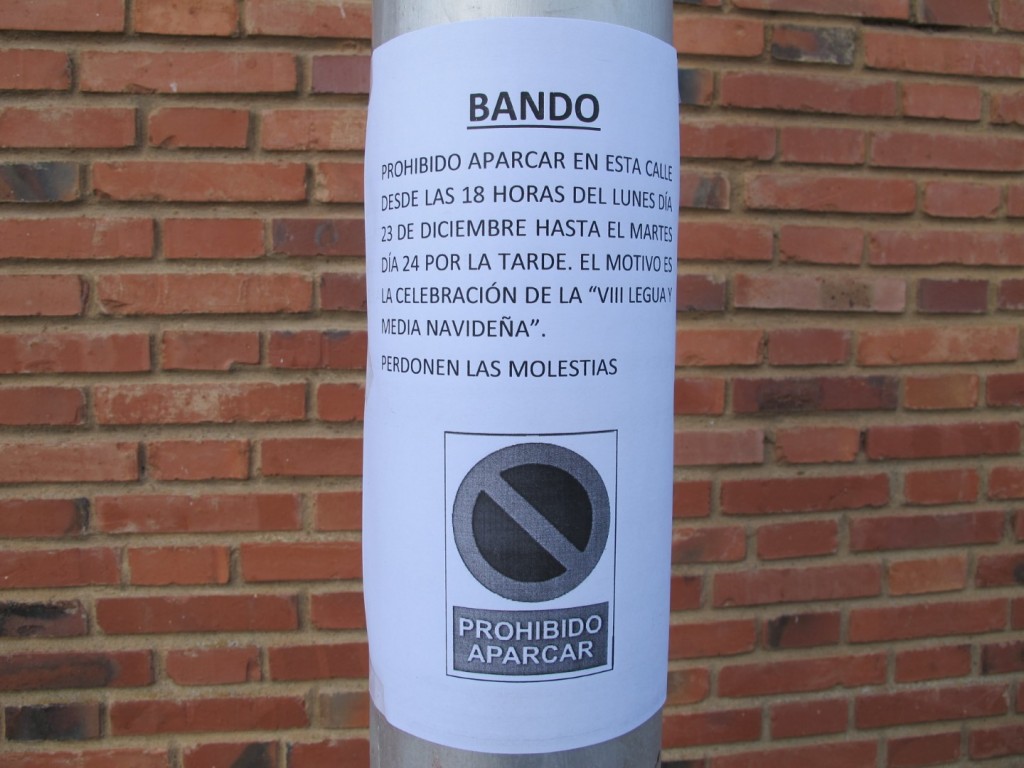 BANDO
PROHIBIDO APARCAR EN ESTA CALLE
DESDE LAS 18 HORAS DEL LUNES DÍA
23 DE DICIEMBRE HASTA EL MARTES
DÍA 24 POR LA TARDE. EL MOTIVO ES
LA CELEBRACIÓN DE LA “VIII LEGUA Y
MEDIA NAVIDEÑA”.
PERDONEN LAS MOLESTIAS
PROHIBIDO
APARCAR